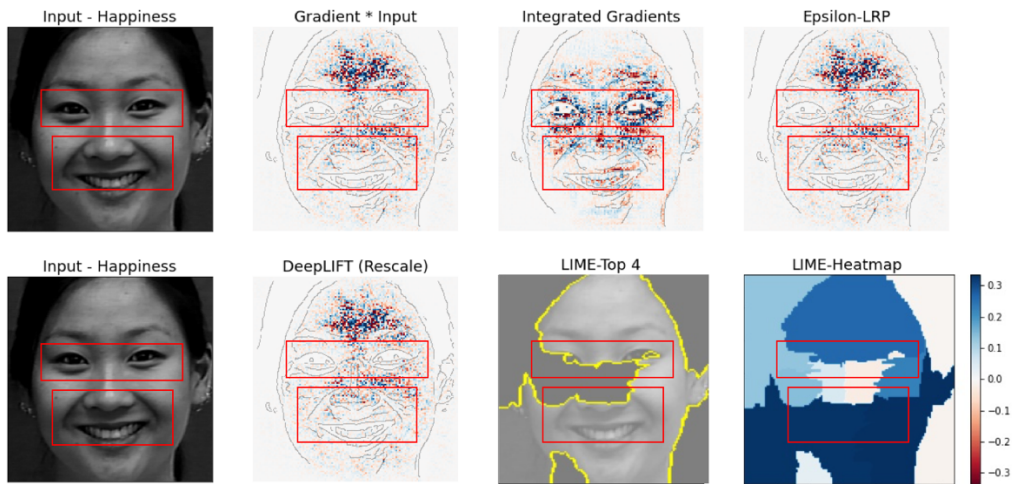 Input - Happiness
Gradient * Input
Integrated Gradients
Epsilon-LRP
Input - Happiness
DeepLIFT (Rescale)
LIME-Top 4
LIME-Heatmap
0.3
0.2
0.1
0.0
−0.1
−0.2
−0.3